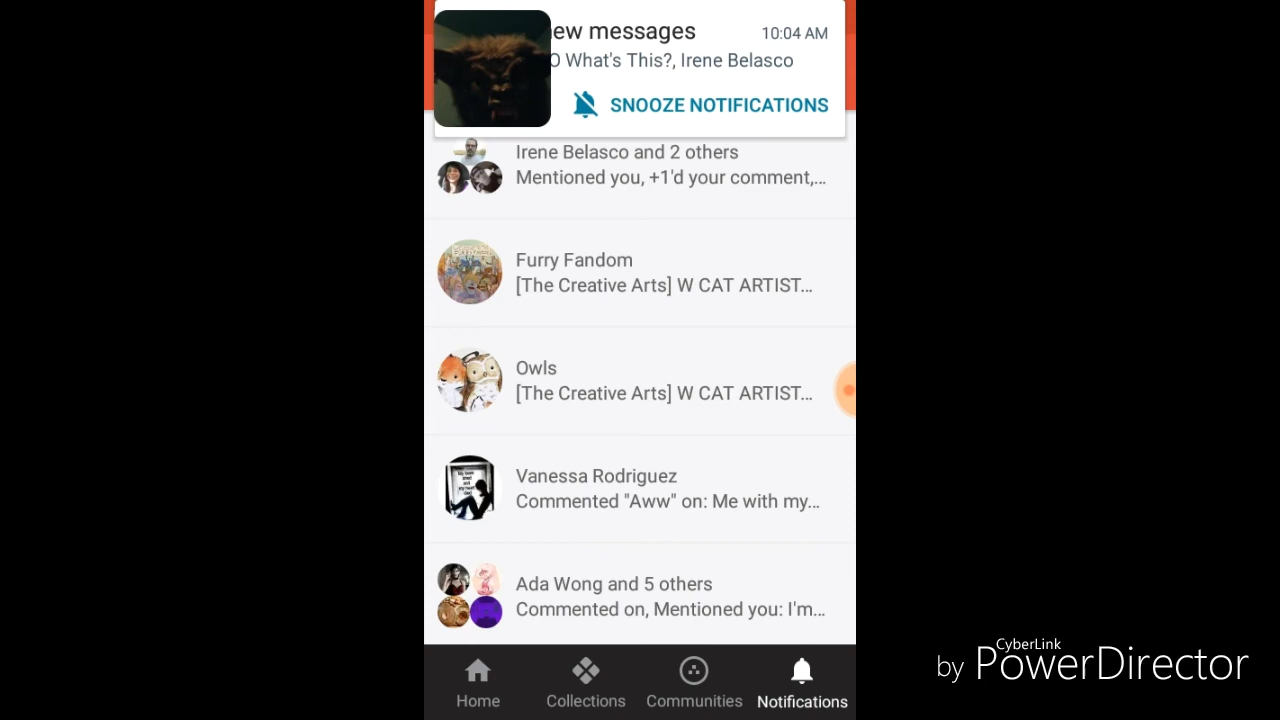 ew messages 10:04 AM
O What's This?, Irene Belasco
SNOOZE NOTIFICATIONS
Irene Belasco and 2 others
Mentioned you, +1'd your comment,...
Furry Fandom
[The Creative Arts] W CAT ARTIST...
Owls
[The Creative Arts] W CAT ARTIST...
Vanessa Rodriguez
Commented "Aww" on: Me with my...
Ada Wong and 5 others
Commented on, Mentioned you: I'm...
Home Collections Communities Notifications
CyberLink
by PowerDirector